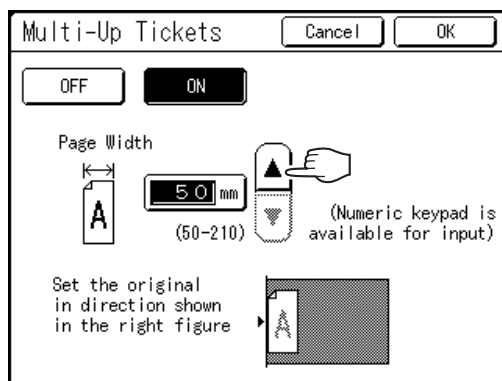 Multi-Up Tickets
Cancel
OK
OFF
ON
Page Width
A
50 mm
(50-210)
(Numeric keypad is
available for input)
Set the original
in direction shown
in the right figure
A